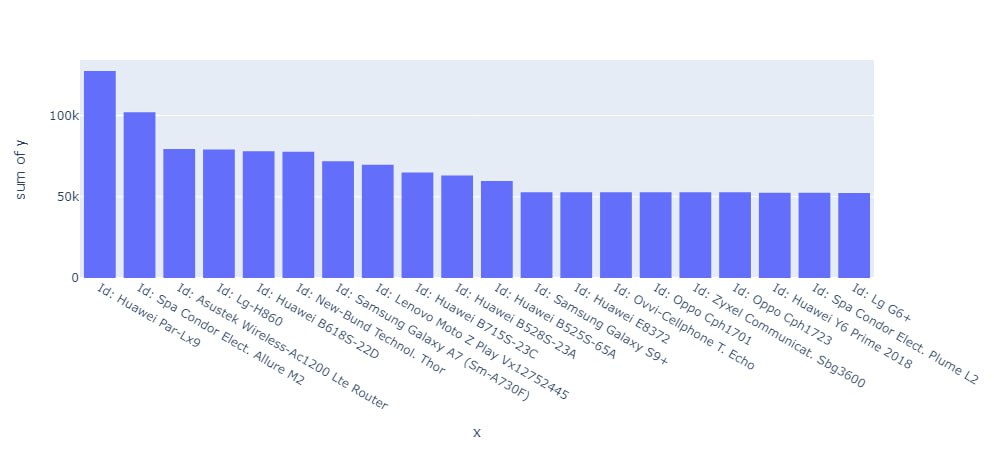 sum of y
100k
50k
0
Id: Huawei Par-Lx9
Id: Spa Condor Elect. Allure M2
Id: Asustek Wireless-Ac1200 Lte Router
Id: Lg-H860
Id: Huawei B618S-22D
Id: New-Bund Technol. Thor
Id: Samsung Galaxy A7 (Sm-A730F)
Id: Lenovo Moto Z Play Vx12752445
Id: Huawei B715S-23C
Id: Huawei B528S-23A
Id: Huawei B525S-65A
Id: Samsung Galaxy S9+
Id: Huawei E8372
Id: Ovvi-Cellphone T. Echo
Id: Oppo Cph1701
Id: Zyxel Communicat. Sbg3600
Id: Oppo Cph1723
Id: Huawei Y6 Prime 2018
Id: Spa Condor Elect. Plume L2
Id: Lg G6+
x